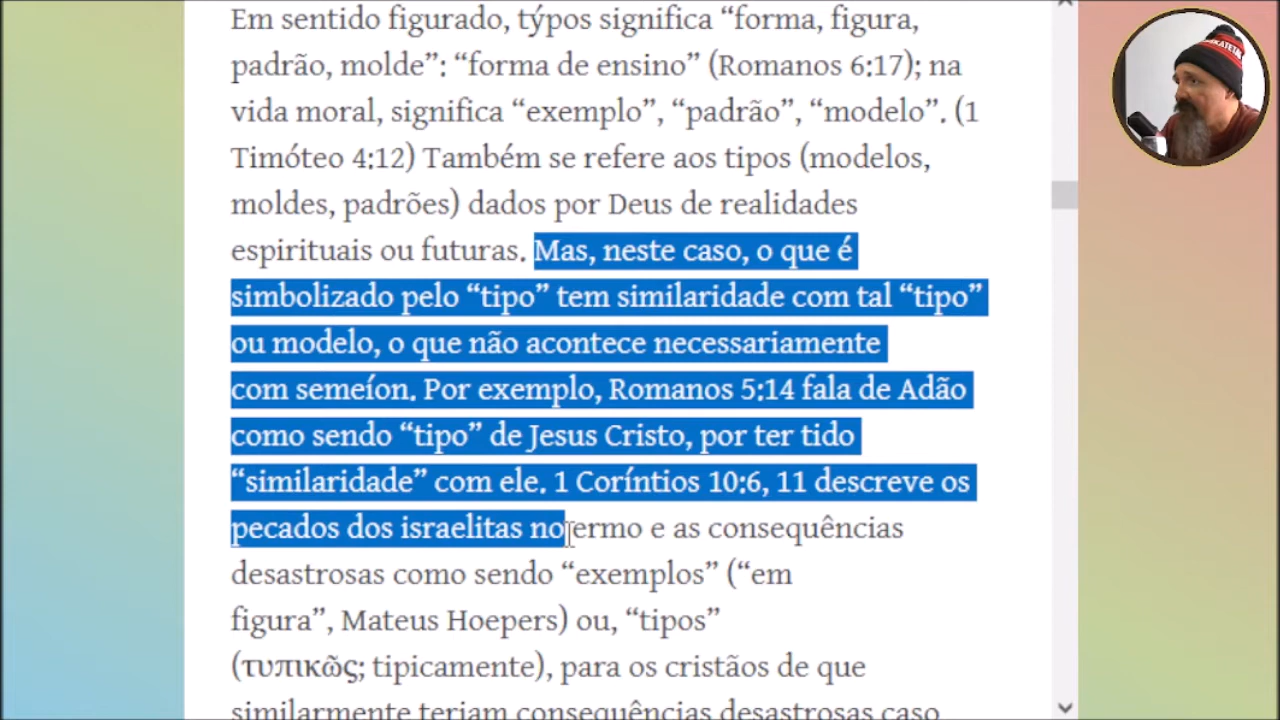 Em sentido figurado, týpos significa “forma, figura,
padrão, molde”: “forma de ensino” (Romanos 6:17); na
vida moral, significa “exemplo”, “padrão”, “modelo”. (1
Timóteo 4:12) Também se refere aos tipos (modelos,
moldes, padrões) dados por Deus de realidades
espirituais ou futuras. Mas, neste caso, o que é
simbolizado pelo “tipo” tem similaridade com tal “tipo”
ou modelo, o que não acontece necessariamente
com semeíon. Por exemplo, Romanos 5:14 fala de Adão
como sendo “tipo” de Jesus Cristo, por ter tido
“similaridade” com ele. 1 Coríntios 10:6, 11 descreve os
pecados dos israelitas no ermo e as consequências
desastrosas como sendo “exemplos” (“em
figura”, Mateus Hoepers) ou, “tipos”
(τυπικῶς; tipicamente), para os cristãos de que
similarmente teriam consequências desastrosas caso